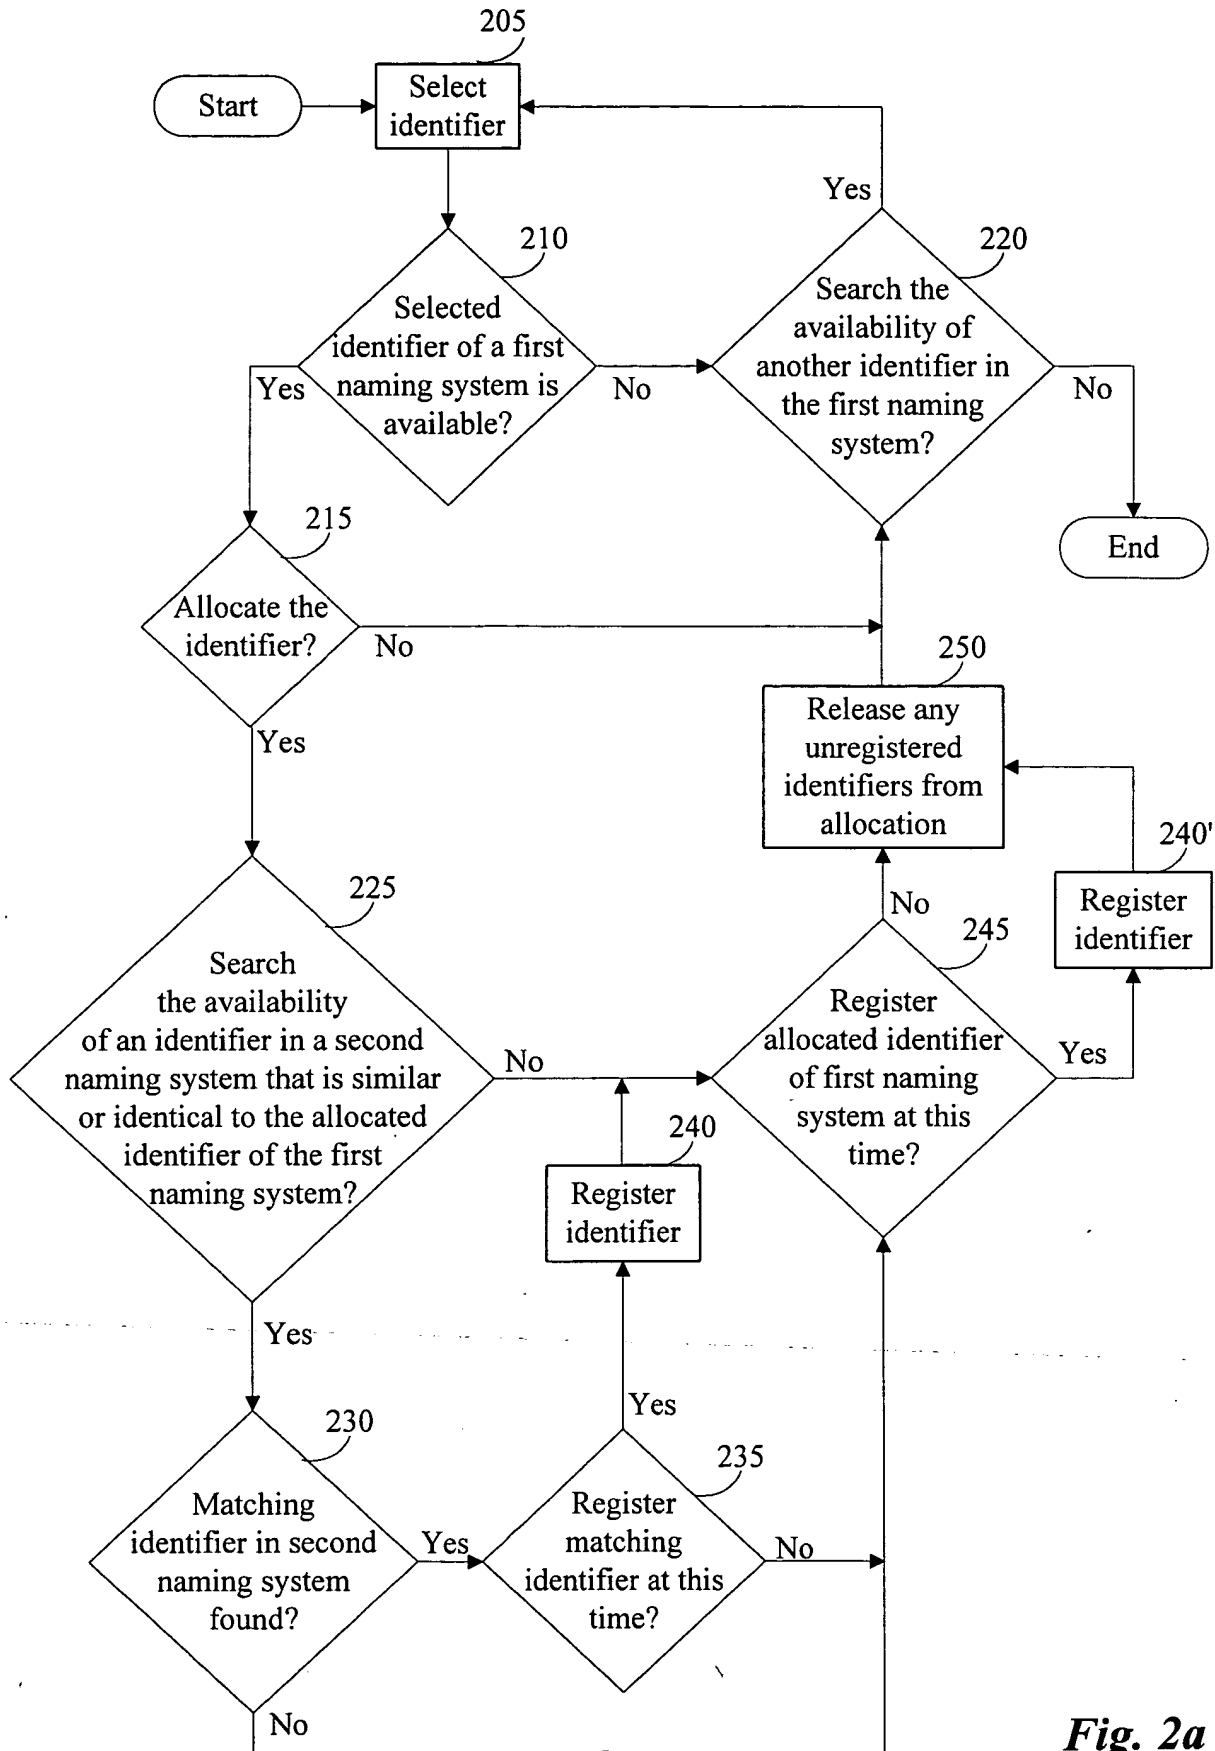 205
Start
Select
identifier
Yes
210
220
Selected
identifier of a first
naming system is
available?
Search the
availability of
another identifier in
the first naming
system?
Yes
No
No
215
End
Allocate the
identifier?
No
250
Yes
Release any
unregistered
identifiers from
allocation
240'
225
No
Register
identifier
245
Search
the availability
of an identifier in a second
naming system that is similar
or identical to the allocated
identifier of the first
naming system?
No
Register
allocated identifier
of first naming
system at this
time?
Yes
240
Register
identifier
Yes
Yes
230
235
Matching
identifier in second
naming system
found?
Yes
Register
matching
identifier at this
time?
No
No
Fig. 2a